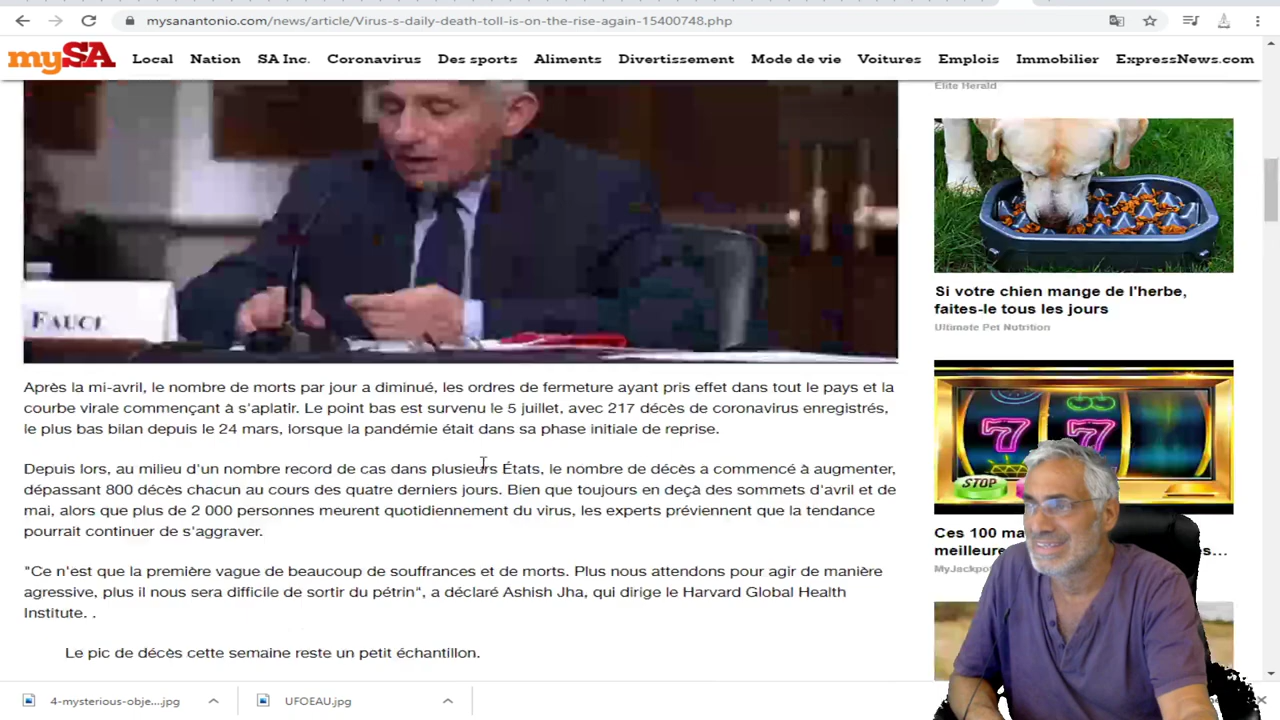 mysanantonio.com/news/article/Virus-s-daily-death-toll-is-on-the-rise-again-15400748.php
mySA Local Nation SA Inc. Coronavirus Des sports Aliments Divertissement Mode de vie Voitures Emplois Immobilier ExpressNews.com
Elite Herald
FAUCI
Si votre chien mange de l'herbe,
faites-le tous les jours
Ultimate Pet Nutrition
Après la mi-avril, le nombre de morts par jour a diminué, les ordres de fermeture ayant pris effet dans tout le pays et la
courbe virale commençant à s'aplatir. Le point bas est survenu le 5 juillet, avec 217 décès de coronavirus enregistrés,
le plus bas bilan depuis le 24 mars, lorsque la pandémie était dans sa phase initiale de reprise.
Depuis lors, au milieu d'un nombre record de cas dans plusieurs États, le nombre de décès a commencé à augmenter,
dépassant 800 décès chacun au cours des quatre derniers jours. Bien que toujours en deçà des sommets d'avril et de
mai, alors que plus de 2 000 personnes meurent quotidiennement du virus, les experts préviennent que la tendance
pourrait continuer de s'aggraver.
"Ce n'est que la première vague de beaucoup de souffrances et de morts. Plus nous attendons pour agir de manière
agressive, plus il nous sera difficile de sortir du pétrin", a déclaré Ashish Jha, qui dirige le Harvard Global Health
Institute. .
Le pic de décès cette semaine reste un petit échantillon.
7 7
STOP
Ces 100
meilleure
MyJackpo
4-mysterious-obje....jpg
UFOEAU.jpg